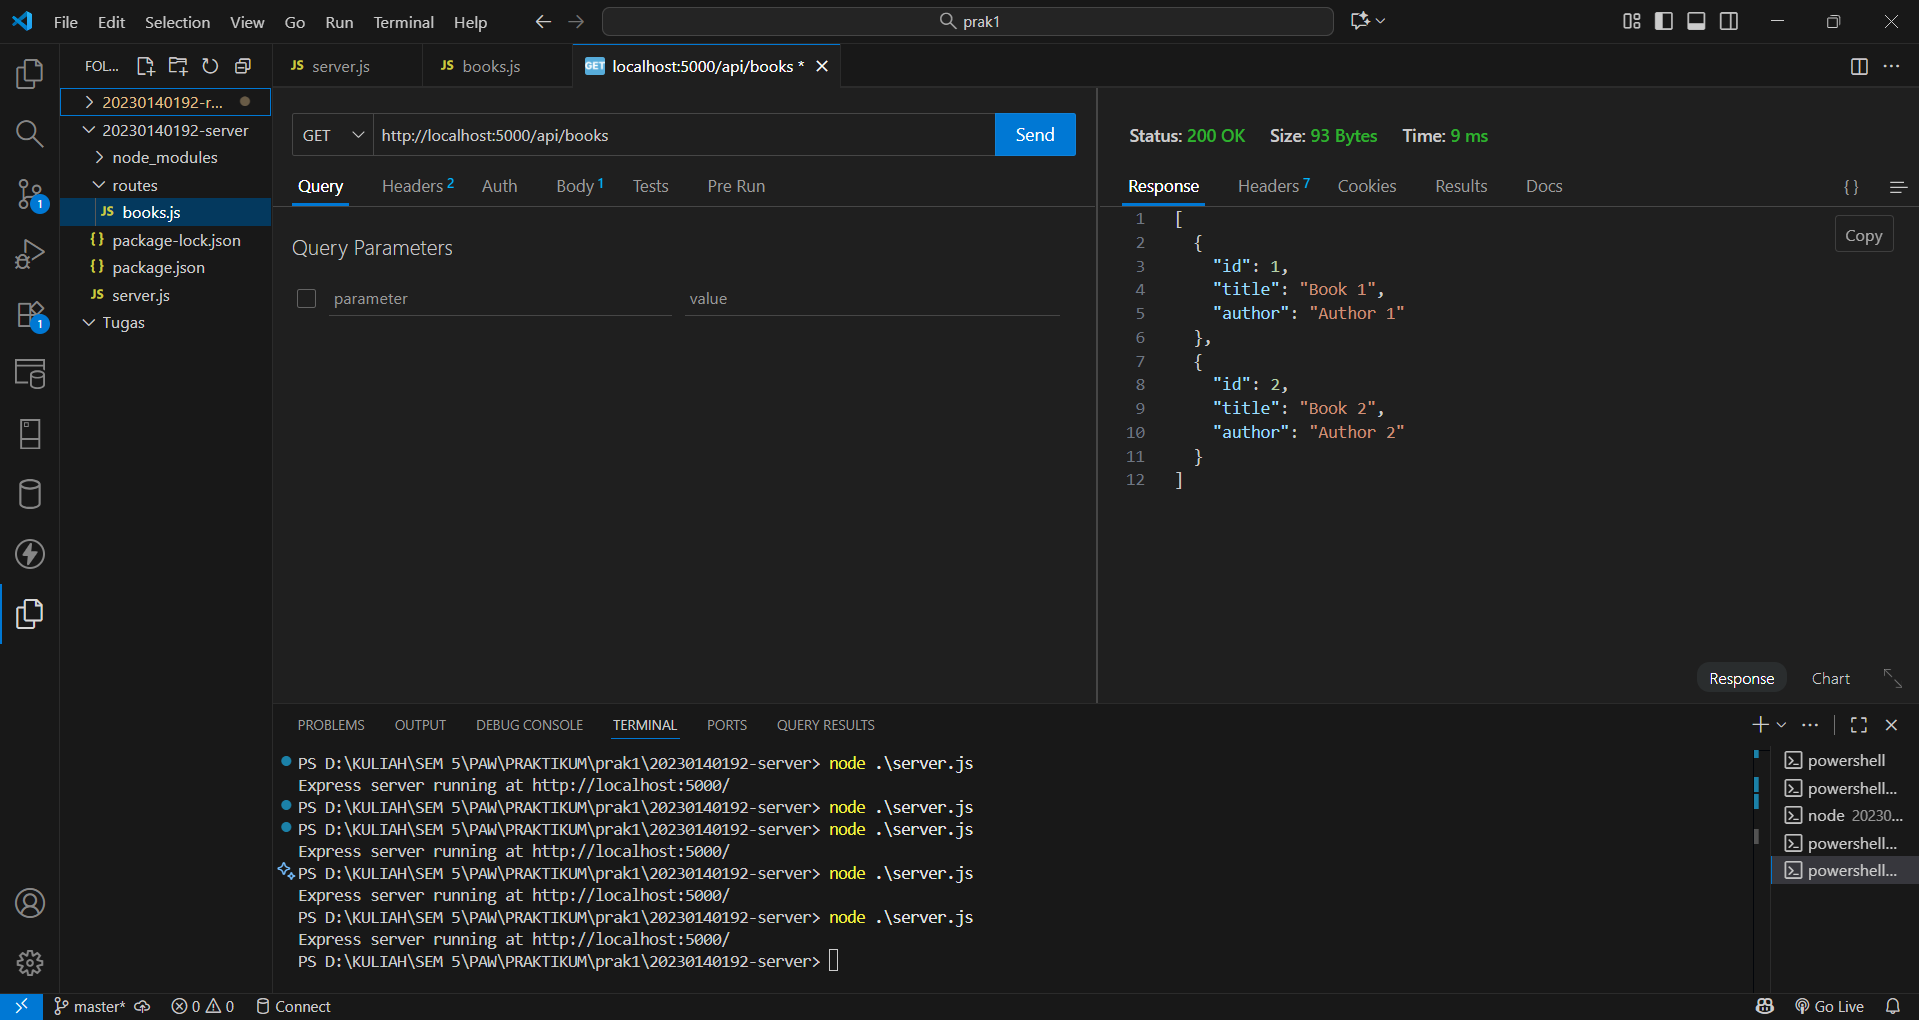 File Edit Selection View Go Run Terminal Help
prak1
FOL...
20230140192-r...
20230140192-server
node_modules
routes
JS books.js
{} package-lock.json
{} package.json
JS server.js
Tugas
1
1
JS server.js
JS books.js
GET localhost:5000/api/books *
GET http://localhost:5000/api/books Send
Query Headers 2 Auth Body 1 Tests Pre Run
Query Parameters
parameter value
Status: 200 OK Size: 93 Bytes Time: 9 ms
Response Headers 7 Cookies Results Docs {}
Copy
1 [
2 {
3 "id": 1,
4 "title": "Book 1",
5 "author": "Author 1"
6 },
7 {
8 "id": 2,
9 "title": "Book 2",
10 "author": "Author 2"
11 }
12 ]
Response Chart
PROBLEMS OUTPUT DEBUG CONSOLE TERMINAL PORTS QUERY RESULTS
PS D:\KULIAH\SEM 5\PAW\PRAKTIKUM\prak1\20230140192-server> node .\server.js
Express server running at http://localhost:5000/
PS D:\KULIAH\SEM 5\PAW\PRAKTIKUM\prak1\20230140192-server> node .\server.js
PS D:\KULIAH\SEM 5\PAW\PRAKTIKUM\prak1\20230140192-server> node .\server.js
Express server running at http://localhost:5000/
PS D:\KULIAH\SEM 5\PAW\PRAKTIKUM\prak1\20230140192-server> node .\server.js
Express server running at http://localhost:5000/
PS D:\KULIAH\SEM 5\PAW\PRAKTIKUM\prak1\20230140192-server> node .\server.js
Express server running at http://localhost:5000/
PS D:\KULIAH\SEM 5\PAW\PRAKTIKUM\prak1\20230140192-server>
powershell
powershell...
node 20230...
powershell...
powershell...
master* 0 0 Connect Go Live